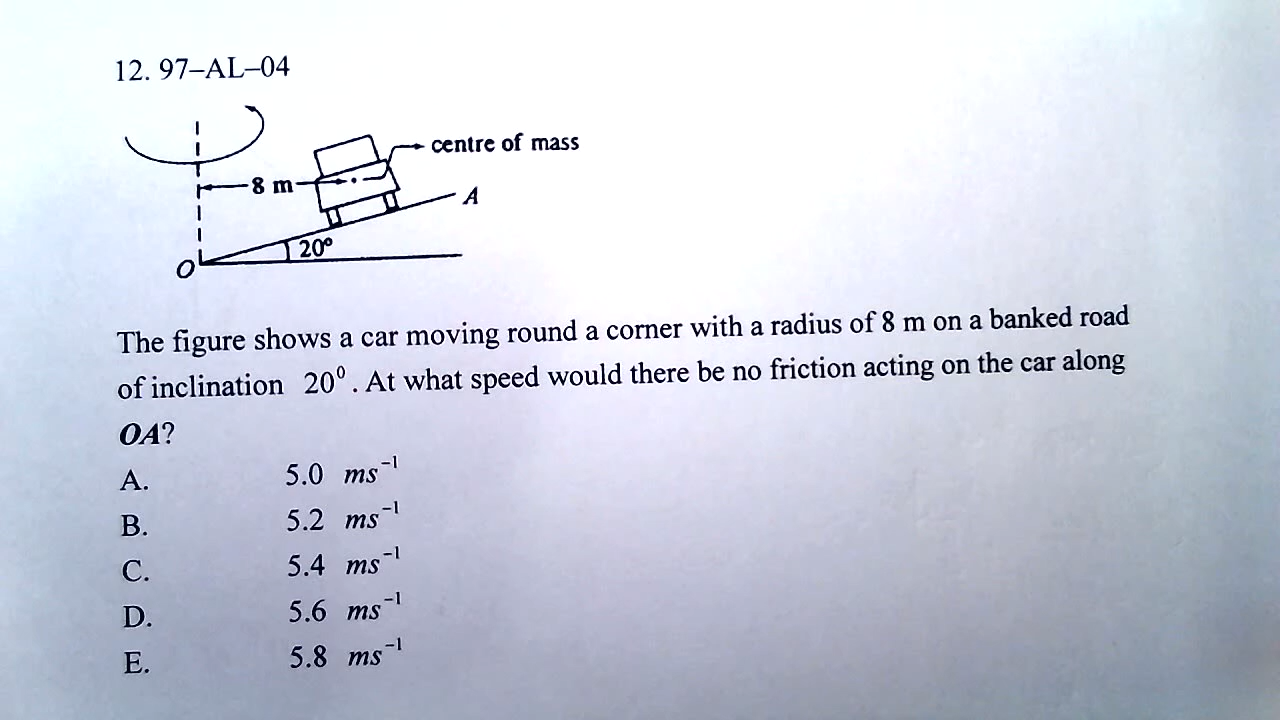 12. 97–AL–04
centre of mass
8 m
A
20°
O
The figure shows a car moving round a corner with a radius of 8 m on a banked road
of inclination 20⁰ . At what speed would there be no friction acting on the car along
OA?
A. 5.0 ms⁻¹
B. 5.2 ms⁻¹
C. 5.4 ms⁻¹
D. 5.6 ms⁻¹
E. 5.8 ms⁻¹